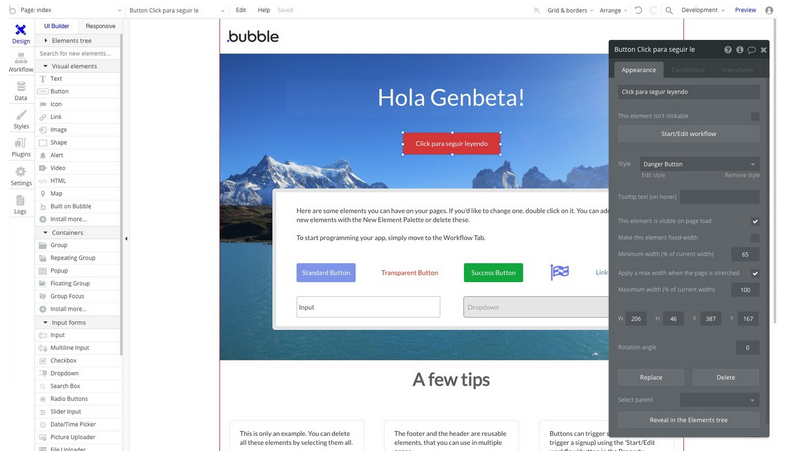 Page: index
Button Click para seguir le
Edit
Help
Saved
Grid & borders
Arrange
Development
Preview
Design
Workflow
Data
Styles
Plugins
Settings
Logs
UI Builder
Responsive
Elements tree
Search for new elements...
Visual elements
Text
Button
Icon
Link
Image
Shape
Alert
Video
HTML
Map
Built on Bubble
Install more...
Containers
Group
Repeating Group
Popup
Floating Group
Group Focus
Install more...
Input forms
Input
Multiline Input
Checkbox
Dropdown
Search Box
Radio Buttons
Slider Input
Date/Time Picker
Picture Uploader
File Uploader
.bubble
Hola Genbeta!
Click para seguir leyendo
Here are some elements you can have on your pages. If you'd like to change one, double click on it. You can add
new elements with the New Element Palette or delete these.
To start programming your app, simply move to the Workflow Tab.
Standard Button
Transparent Button
Success Button
Link
Input
Dropdown
A few tips
This is only an example. You can delete
all these elements by selecting them all.
The footer and the header are reusable
elements, that you can use in multiple
Buttons can trigger
trigger a signup) using the 'Start/Edit
workflow' button in the Property
Button Click para seguir le
Appearance
Conditional
Transitions
Click para seguir leyendo
This element isn't clickable
Start/Edit workflow
Style
Danger Button
Edit style
Remove style
Tooltip text (on hover)
This element is visible on page load
Make this element fixed-width
Minimum width (% of current width)
65
Apply a max width when the page is stretched
Maximum width (% of current width)
100
W
206
H
46
X
387
Y
167
Rotation angle
0
Replace
Delete
Select parent
Reveal in the Elements tree